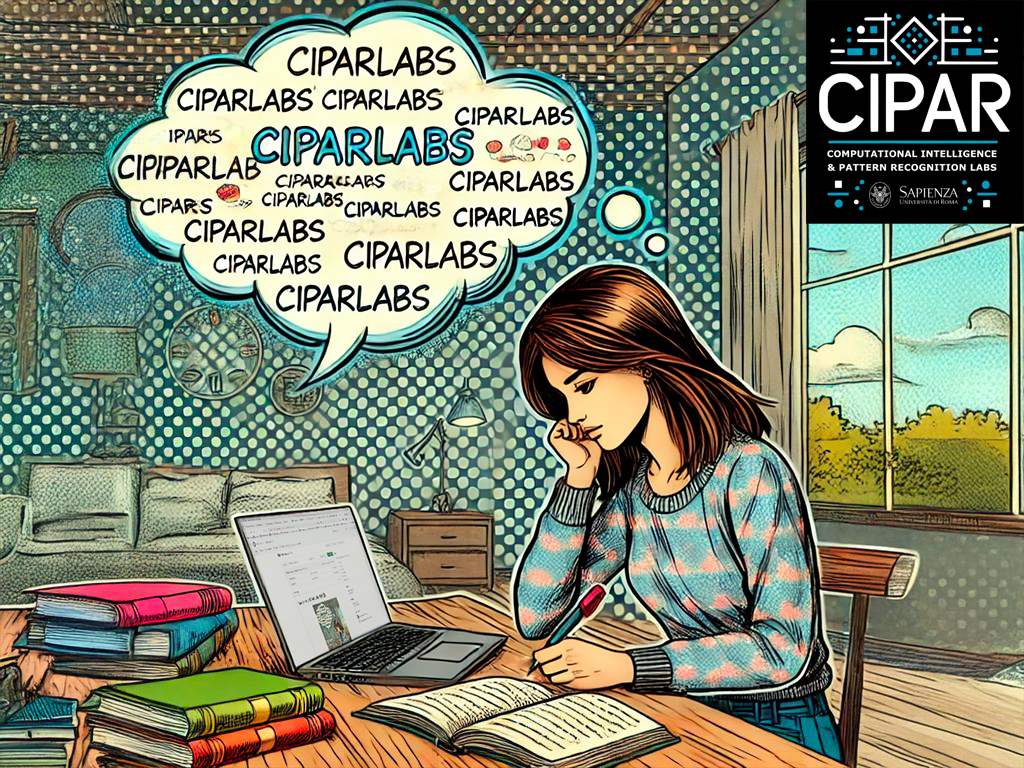 CIPARLABS
CIPARLABS CIPARLABS
CIPARLABS
IPARS
CIPARLABS
CIPIPARLAB
CIPARLABS
CIPARS
CIPARLABS
CIPARLABS
CIPARLABS
CIPARLABS
CIPARLABS
CIPARLABS
CIPARLABS
CIPAR
COMPUTATIONAL INTELLIGENCE
& PATTERN RECOGNITION LABS
SAPIENZA
UNIVERSITÀ DI ROMA